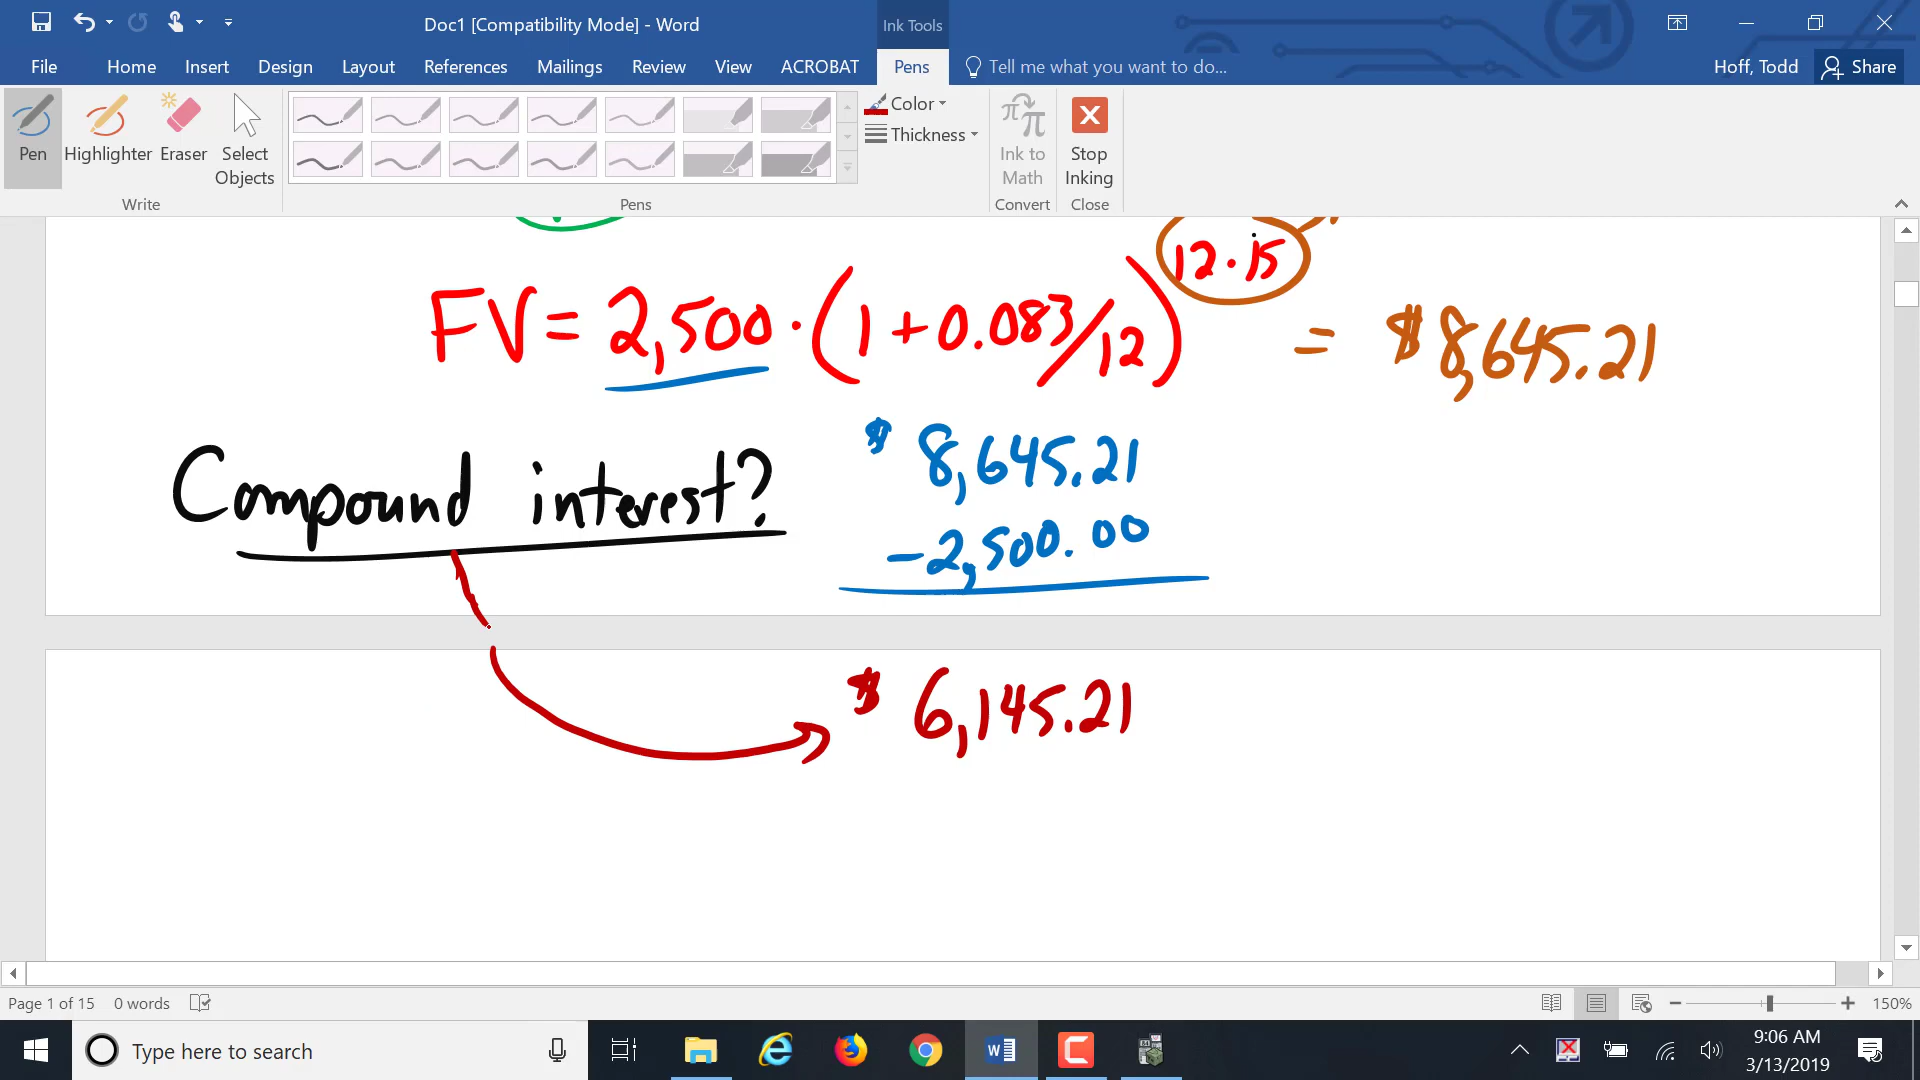 Doc1 [Compatibility Mode] - Word
Ink Tools
File Home Insert Design Layout References Mailings Review View ACROBAT Pens Tell me what you want to do... Hoff, Todd Share
Pen Highlighter Eraser Select Objects
Color
Thickness
Ink to Math
Stop Inking
Write Pens Convert Close
12·15
FV = 2,500 · (1 + 0.083/12) = $8,645.21
Compound interest?
$ 8,645.21
- 2,500.00
$ 6,145.21
Page 1 of 15 0 words 150%
Type here to search
9:06 AM
3/13/2019